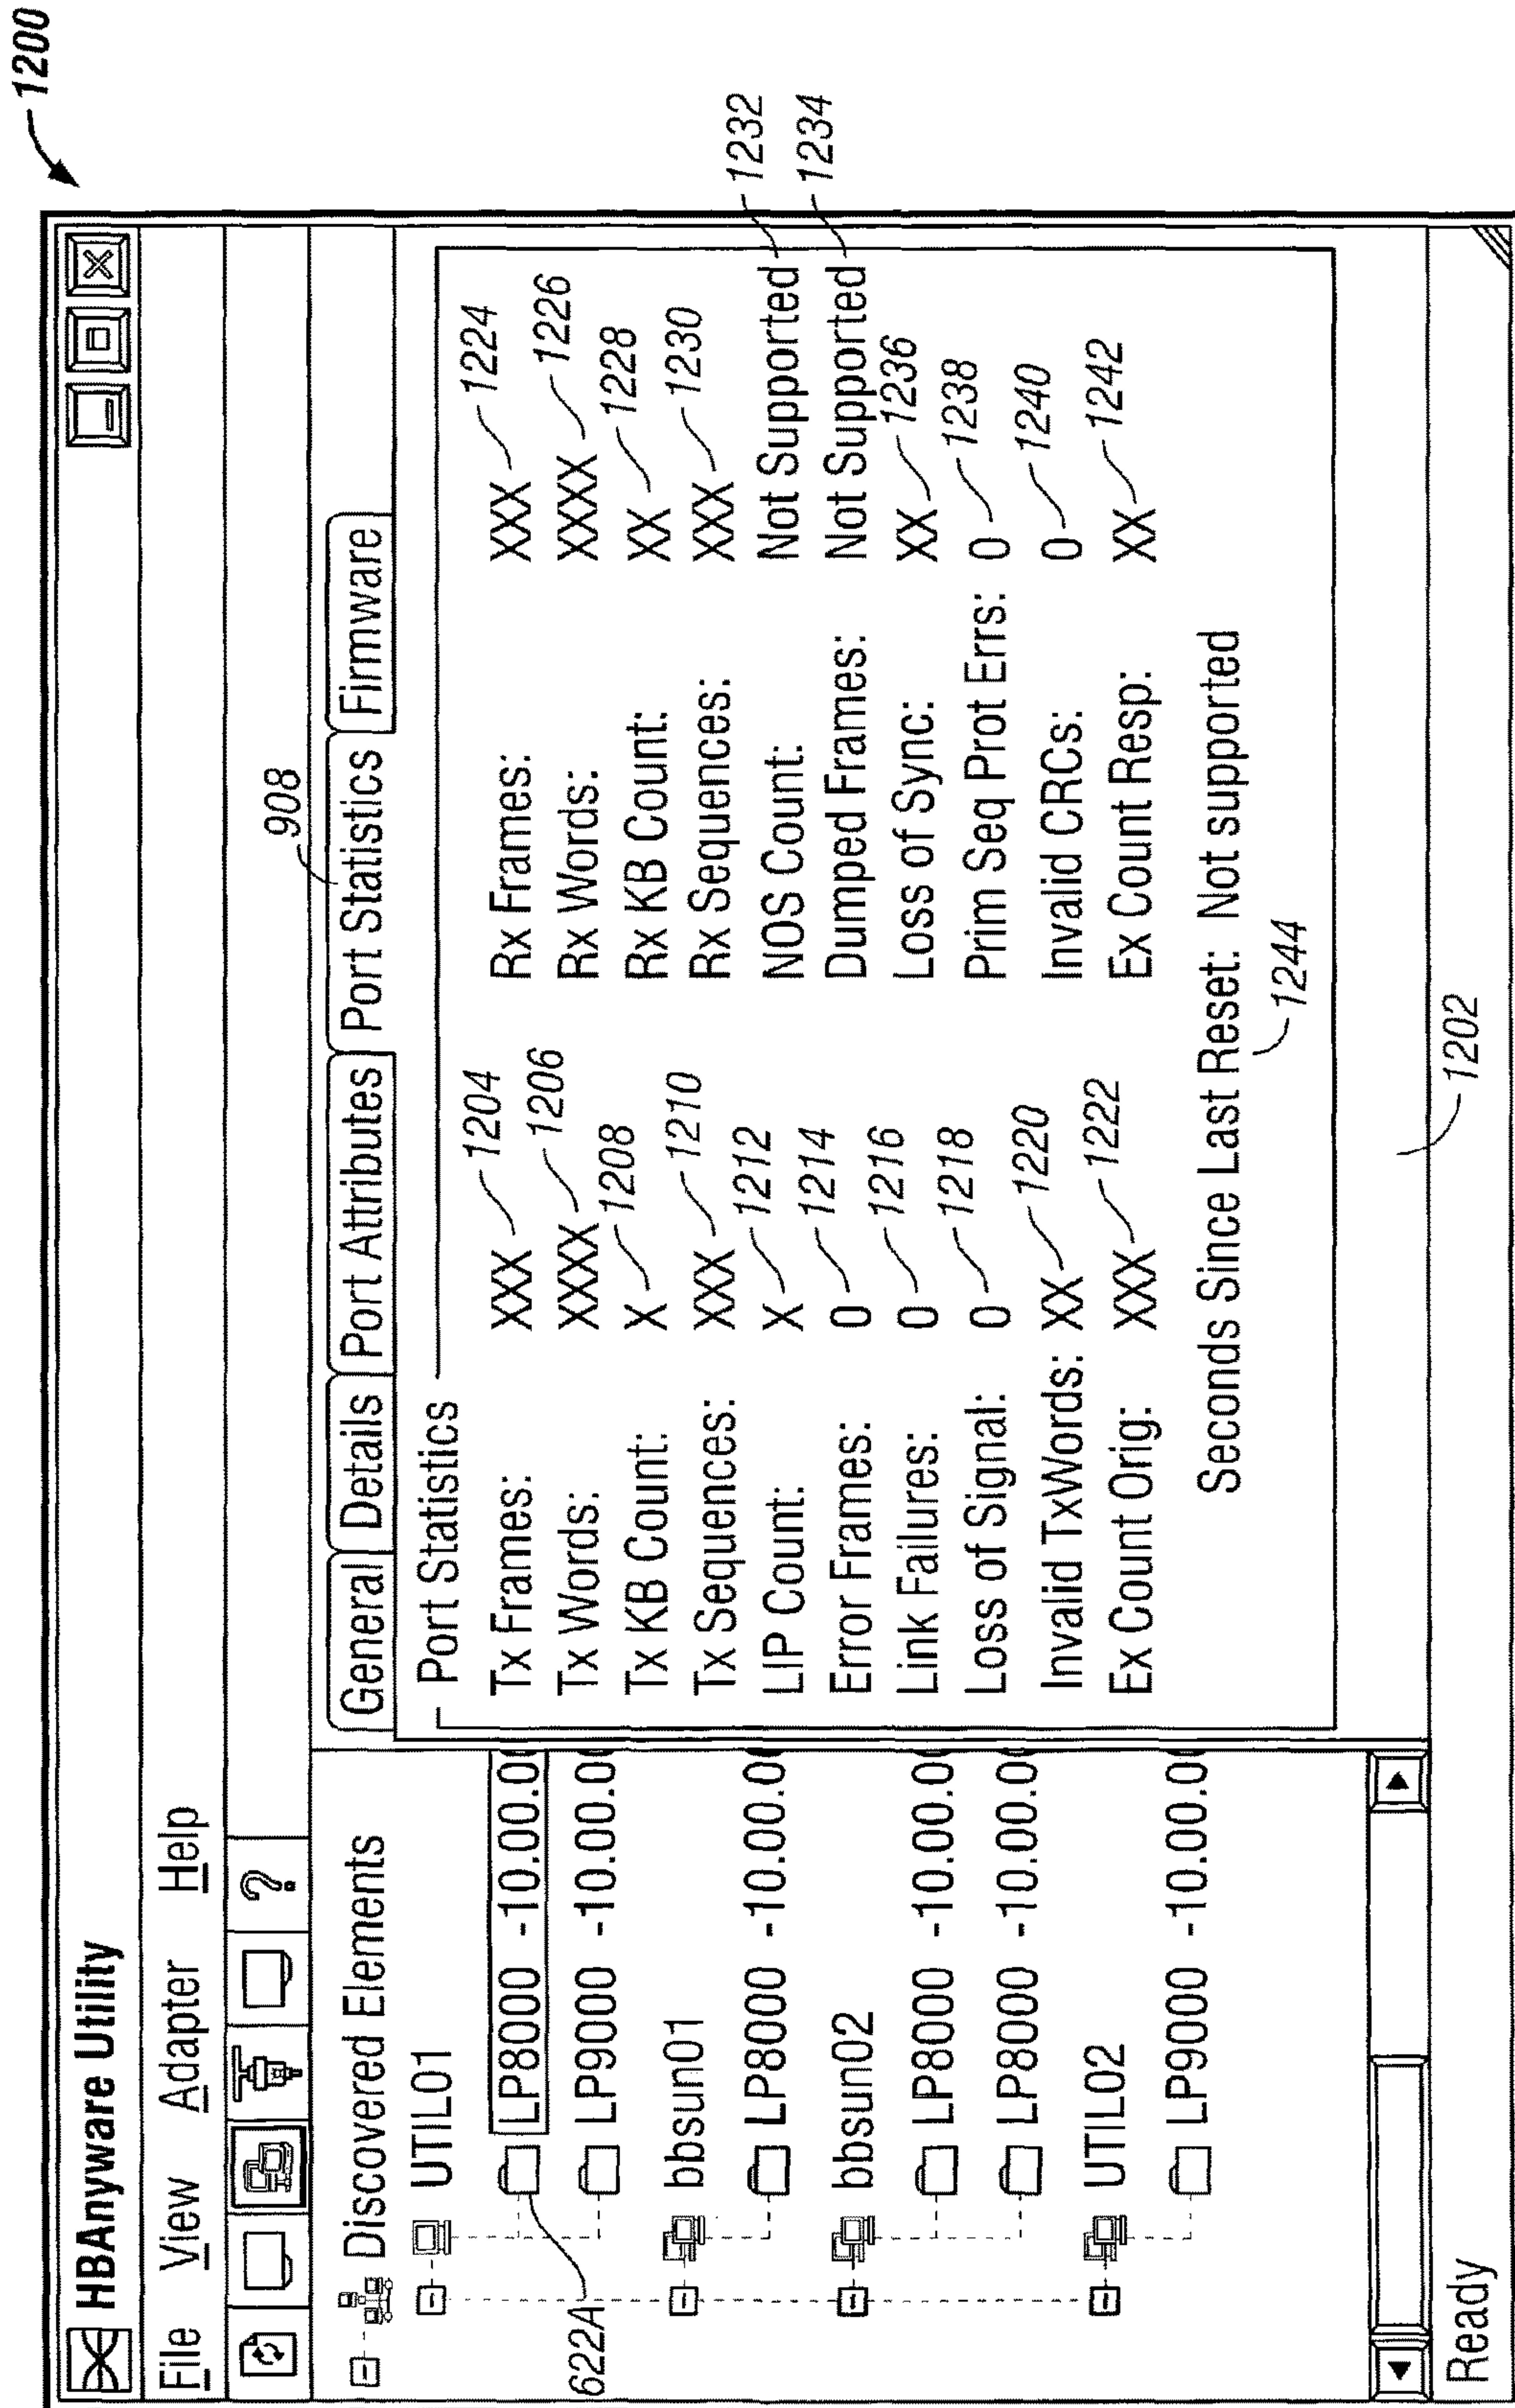 1200
HBAnyware Utility
File View Adapter Help
?
Discovered Elements
UTIL01
LP8000 -10.00.0
LP9000 -10.00.0
622A
bbsun01
LP8000 -10.00.0
bbsun02
LP8000 -10.00.0
LP8000 -10.00.0
UTIL02
LP9000 -10.00.0
908
General Details Port Attributes Port Statistics Firmware
Port Statistics
Tx Frames: XXX 1204 Rx Frames: XXX 1224
Tx Words: XXXX 1206 Rx Words: XXXX 1226
Tx KB Count: X 1208 Rx KB Count: XX 1228
Tx Sequences: XXX 1210 Rx Sequences: XXX 1230
LIP Count: X 1212 NOS Count: Not Supported 1232
Error Frames: 0 1214 Dumped Frames: Not Supported 1234
Link Failures: 0 1216 Loss of Sync: XX 1236
Loss of Signal: 0 1218 Prim Seq Prot Errs: 0 1238
Invalid TxWords: XX 1220 Invalid CRCs: 0 1240
Ex Count Orig: XXX 1222 Ex Count Resp: XX 1242
Seconds Since Last Reset: Not supported
1244
1202
Ready